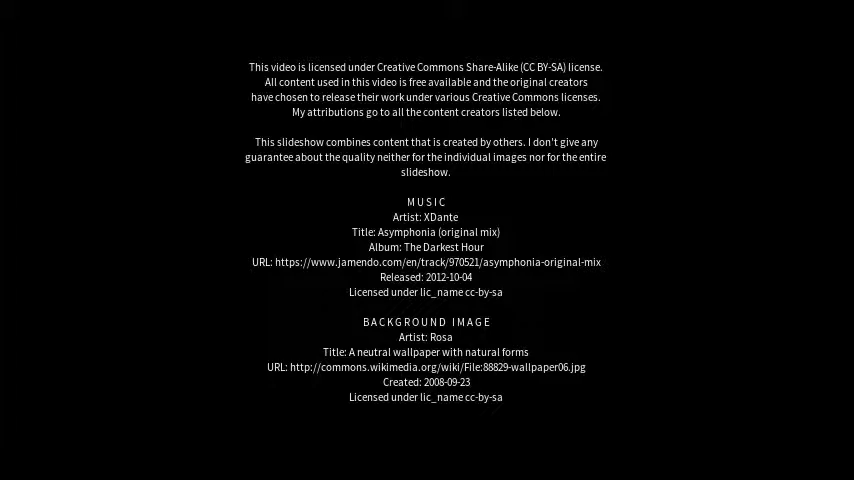 This video is licensed under Creative Commons Share-Alike (CC BY-SA) license.
All content used in this video is free available and the original creators
have chosen to release their work under various Creative Commons licenses.
My attributions go to all the content creators listed below.
This slideshow combines content that is created by others. I don't give any
guarantee about the quality neither for the individual images nor for the entire
slideshow.
MUSIC
Artist: XDante
Title: Asymphonia (original mix)
Album: The Darkest Hour
URL: https://www.jamendo.com/en/track/970521/asymphonia-original-mix
Released: 2012-10-04
Licensed under lic_name cc-by-sa
BACKGROUND IMAGE
Artist: Rosa
Title: A neutral wallpaper with natural forms
URL: http://commons.wikimedia.org/wiki/File:88829-wallpaper06.jpg
Created: 2008-09-23
Licensed under lic_name cc-by-sa